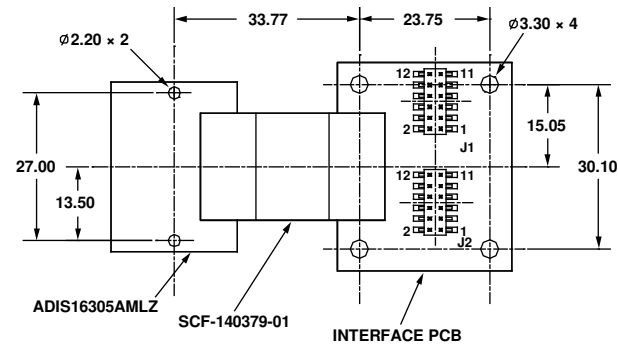 33.77
23.75
Ø2.20 × 2
Ø3.30 × 4
12 11
2 1
J1
15.05
27.00
30.10
13.50
12 11
2 1
J2
ADIS16305AMLZ
SCF-140379-01
INTERFACE PCB